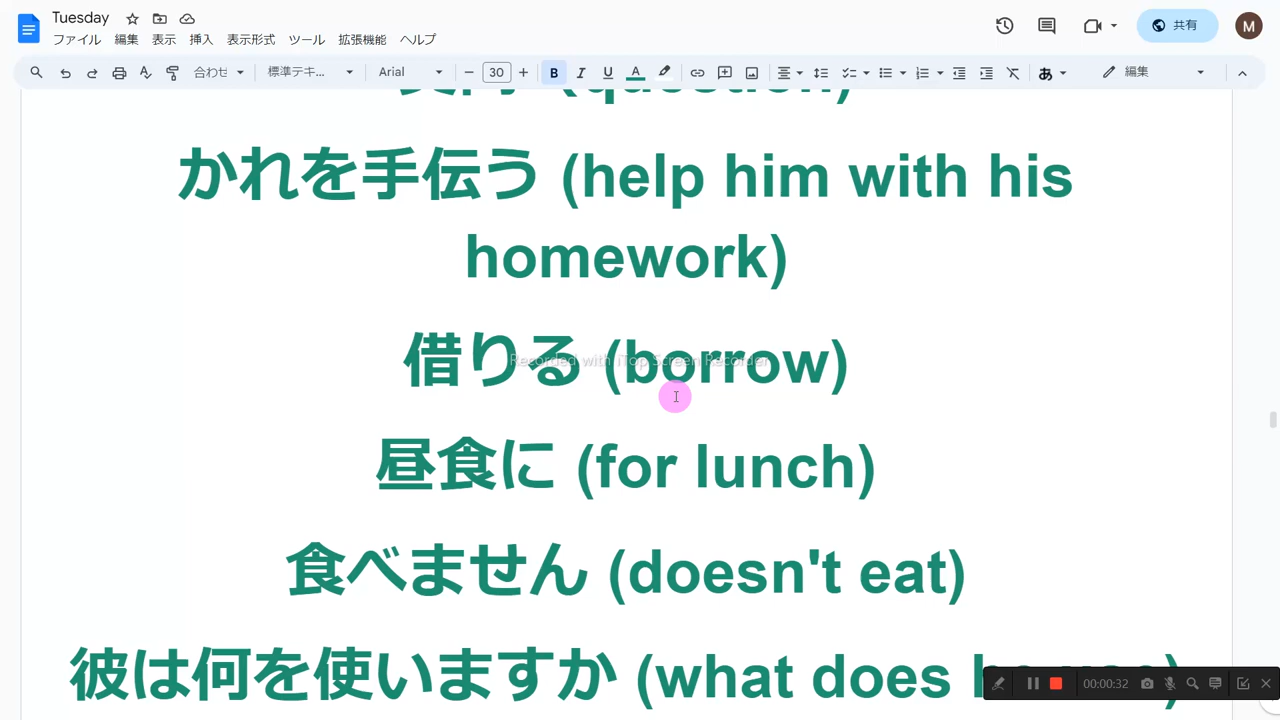 Tuesday
ファイル 編集 表示 挿入 表示形式 ツール 拡張機能 ヘルプ
共有 M
合わせ 標準テキ... Arial 30 B I U A あ 編集
(question)
かれを手伝う (help him with his
homework)
借りる (borrow)
Recorded with iTop Screen Recorder
昼食に (for lunch)
食べません (doesn't eat)
彼は何を使いますか (what does
00:00:32